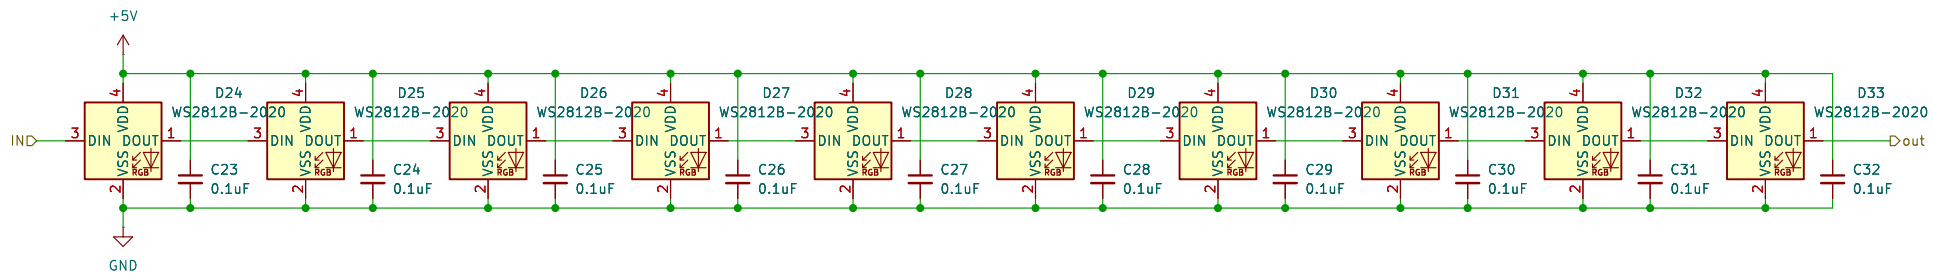 +5V
D24 D25 D26 D27 D28 D29 D30 D31 D32 D33
4 4 4 4 4 4 4 4 4 4
WS2812B-2020 WS2812B-2020 WS2812B-2020 WS2812B-2020 WS2812B-2020 WS2812B-2020 WS2812B-2020 WS2812B-2020 WS2812B-2020 WS2812B-2020
VDD VDD VDD VDD VDD VDD VDD VDD VDD VDD
IN 3 DIN DOUT 1 3 DIN DOUT 1 3 DIN DOUT 1 3 DIN DOUT 1 3 DIN DOUT 1 3 DIN DOUT 1 3 DIN DOUT 1 3 DIN DOUT 1 3 DIN DOUT 1 3 DIN DOUT 1 out
VSS VSS VSS VSS VSS VSS VSS VSS VSS VSS
RGB RGB RGB RGB RGB RGB RGB RGB RGB RGB
C23 C24 C25 C26 C27 C28 C29 C30 C31 C32
2 2 2 2 2 2 2 2 2 2
0.1uF 0.1uF 0.1uF 0.1uF 0.1uF 0.1uF 0.1uF 0.1uF 0.1uF 0.1uF
GND